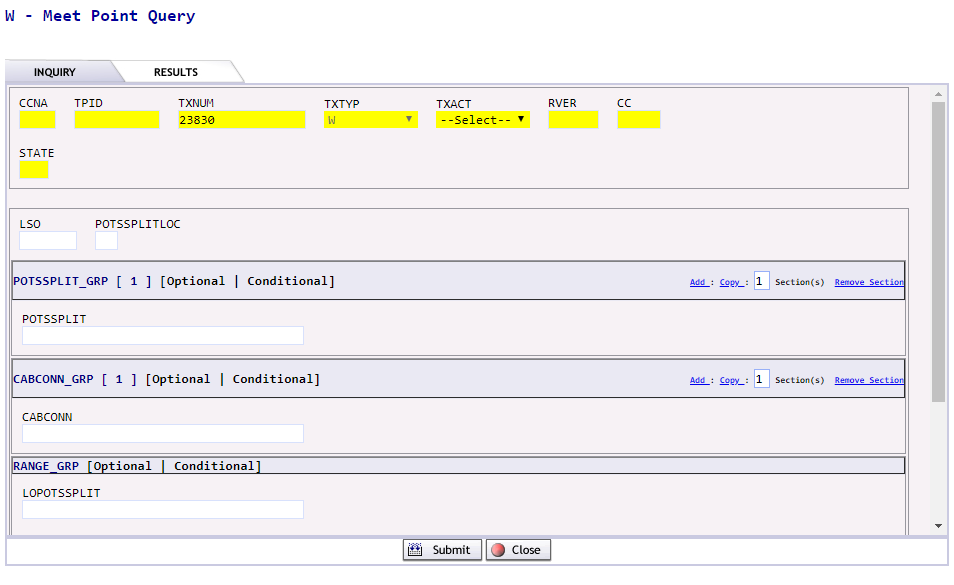 W - Meet Point Query
INQUIRY RESULTS
CCNA TPID TXNUM TXTYP TXACT RVER CC
23830 W --Select--
STATE
LSO POTSSPLITLOC
POTSSPLIT_GRP [ 1 ] [Optional | Conditional] Add : Copy : 1 Section(s) Remove Section
POTSSPLIT
CABCONN_GRP [ 1 ] [Optional | Conditional] Add : Copy : 1 Section(s) Remove Section
CABCONN
RANGE_GRP [Optional | Conditional]
LOPOTSSPLIT
Submit Close